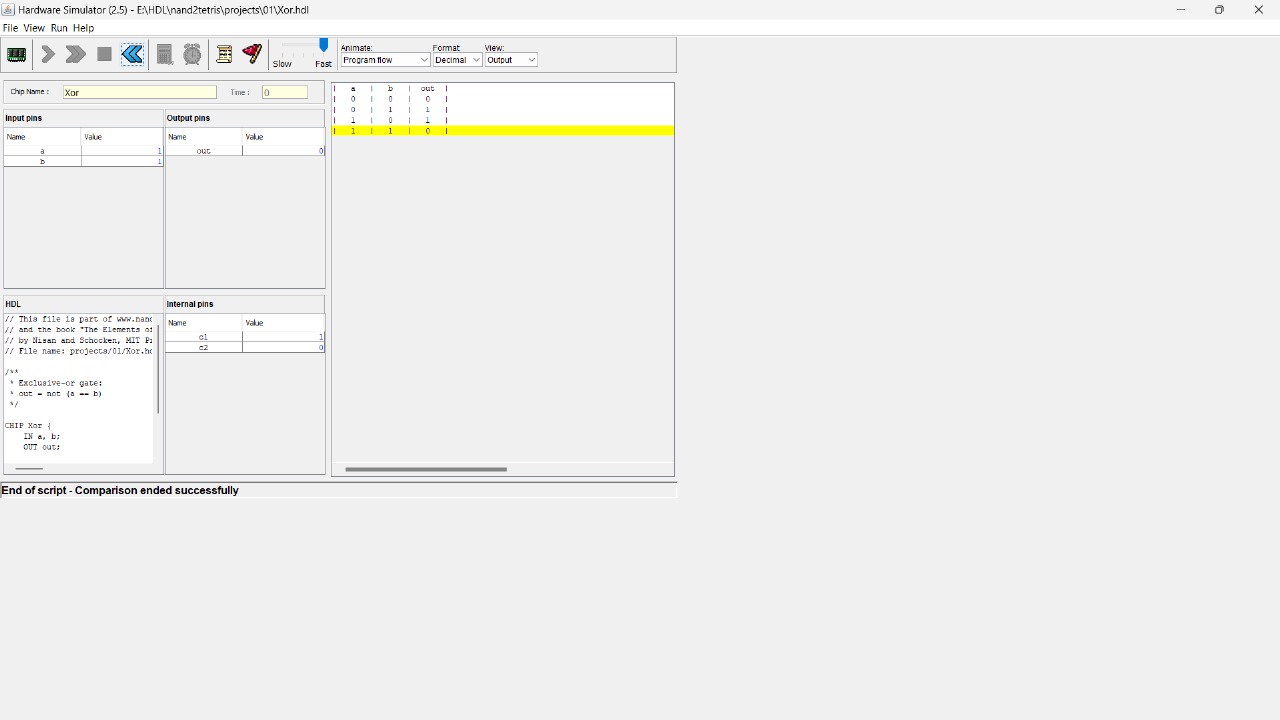 Hardware Simulator (2.5) - E:\HDL\nand2tetris\projects\01\Xor.hdl
File View Run Help
Slow Fast
Animate: Format: View:
Program flow Decimal Output
Chip Name : Xor Time : 0
Input pins Output pins
Name Value Name Value
a 1 out 0
b 1
| a | b | out |
| 0 | 0 | 0 |
| 0 | 1 | 1 |
| 1 | 0 | 1 |
| 1 | 1 | 0 |
HDL Internal pins
Name Value
c1 1
c2 0
// This file is part of www.nand
// and the book "The Elements of
// by Nisan and Schocken, MIT Pr
// File name: projects/01/Xor.hd
/**
* Exclusive-or gate:
* out = not (a == b)
*/
CHIP Xor {
IN a, b;
OUT out;
End of script - Comparison ended successfully